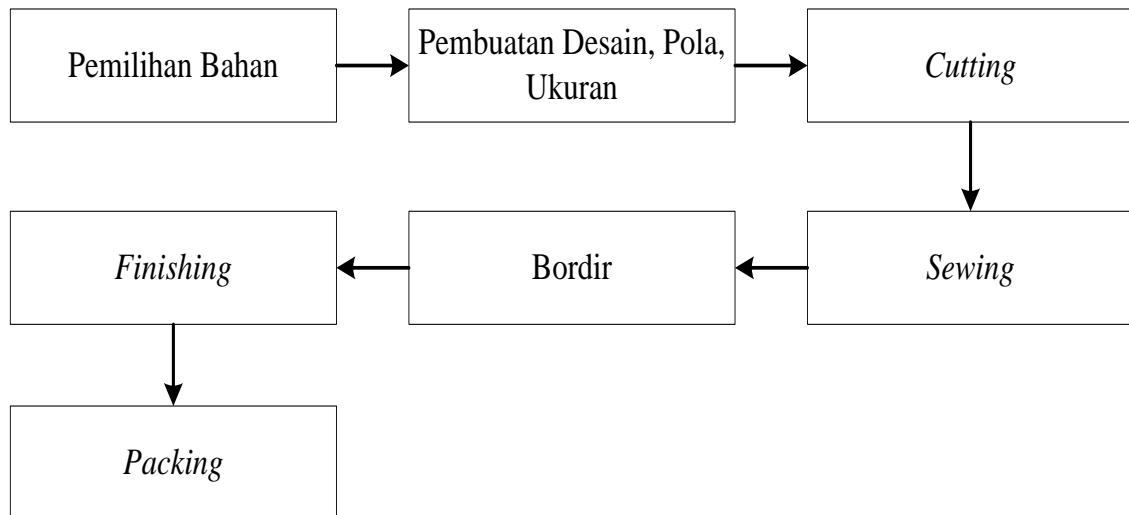 Pemilihan Bahan
Pembuatan Desain, Pola,
Ukuran
Cutting
Sewing
Bordir
Finishing
Packing